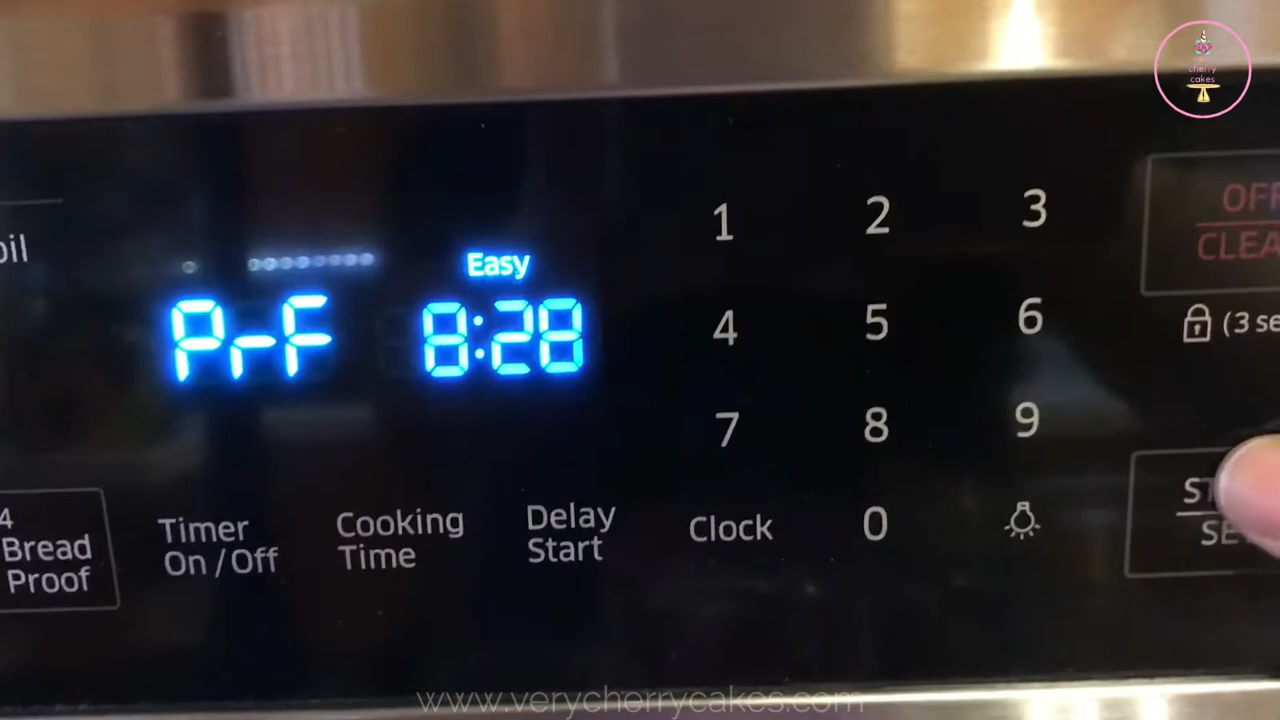 cherry
cakes
oil
Easy
PrF 8:28
1 2 3
4 5 6
7 8 9
0
(3 se
4
Bread
Proof
Timer
On/Off
Cooking
Time
Delay
Start
Clock
OFF
CLEA
ST
SE
www.verycherrycakes.com